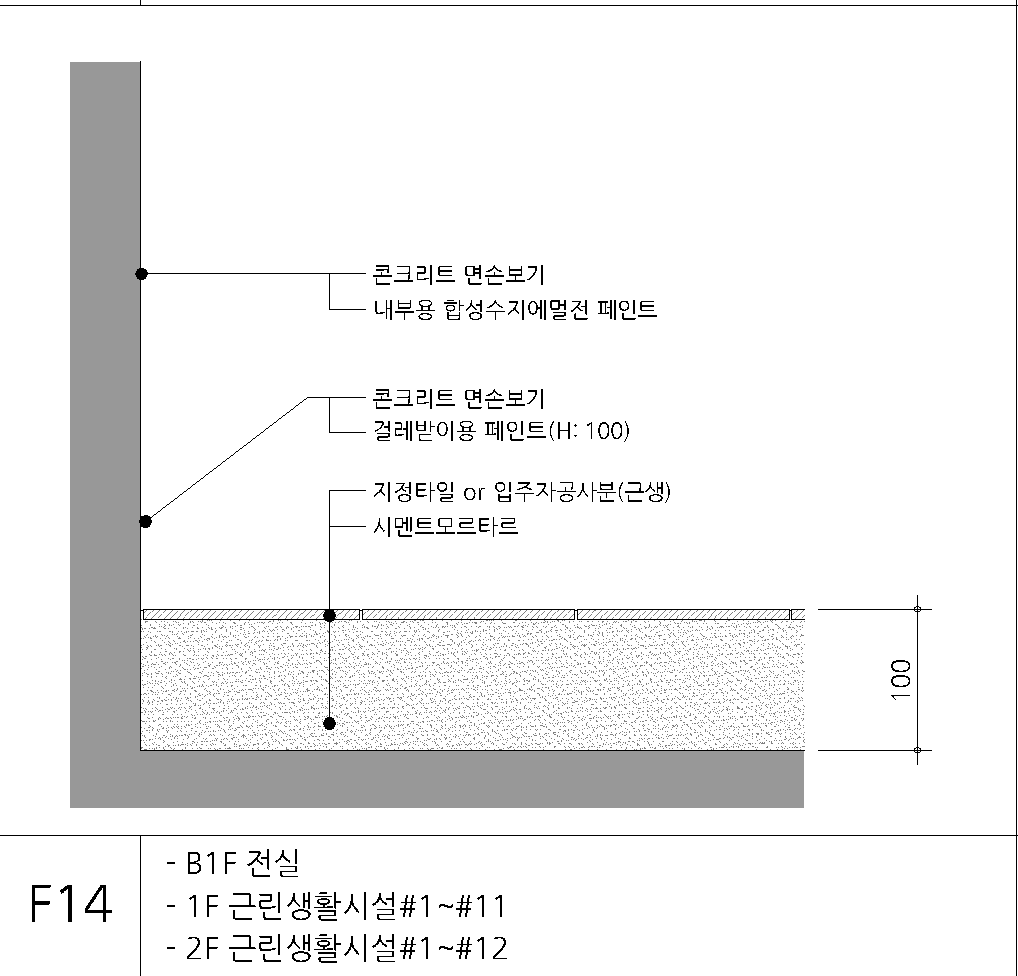 콘크리트 면손보기
내부용 합성수지에멀전 페인트
콘크리트 면손보기
걸레받이용 페인트(H: 100)
지정타일 or 입주자공사분(근생)
시멘트모르타르
100
F14
- B1F 전실
- 1F 근린생활시설#1~#11
- 2F 근린생활시설#1~#12